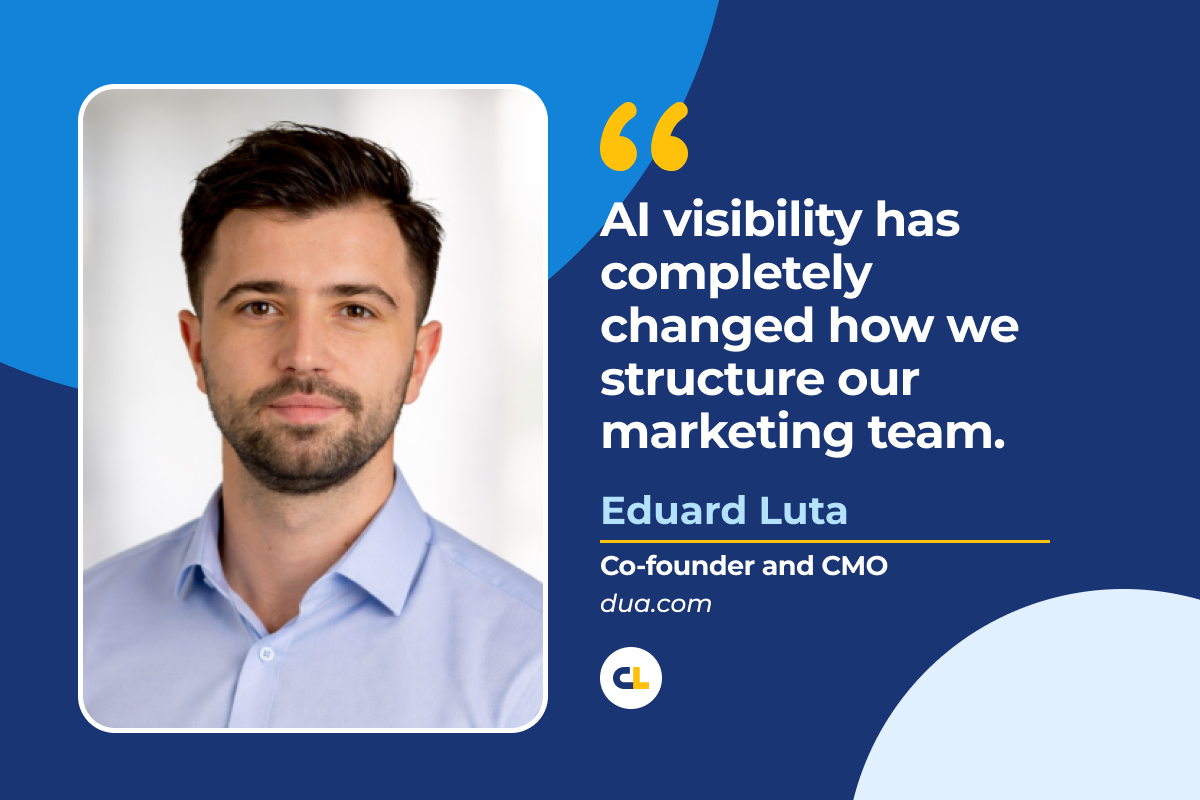 “
AI visibility has
completely
changed how we
structure our
marketing team.
Eduard Luta
Co-founder and CMO
dua.com
CL